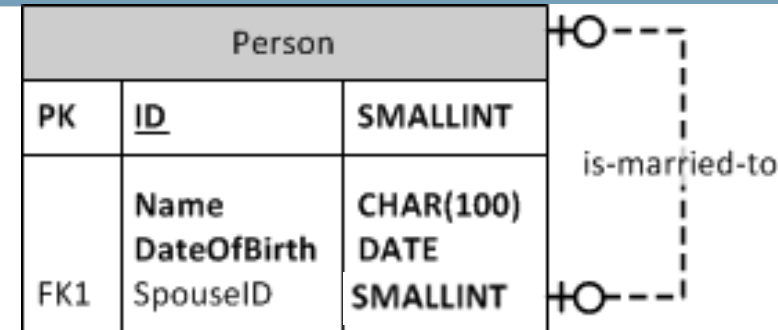 Person
PK ID SMALLINT
Name CHAR(100)
is-married-to
DateOfBirth DATE
FK1 SpouseID SMALLINT